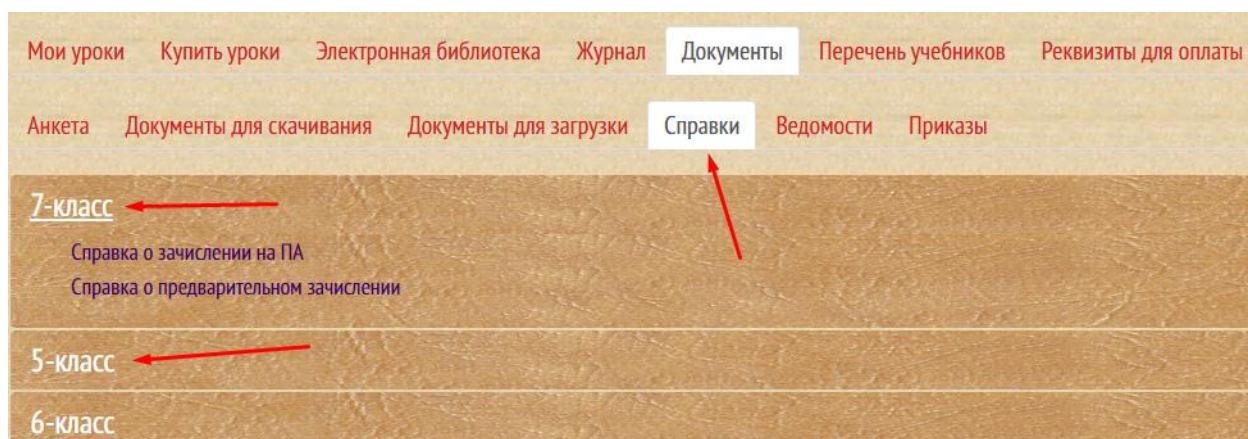 Мои уроки Купить уроки Электронная библиотека Журнал Документы Перечень учебников Реквизиты для оплаты
Анкета Документы для скачивания Документы для загрузки Справки Ведомости Приказы
7-класс
Справка о зачислении на ПА
Справка о предварительном зачислении
5-класс
6-класс